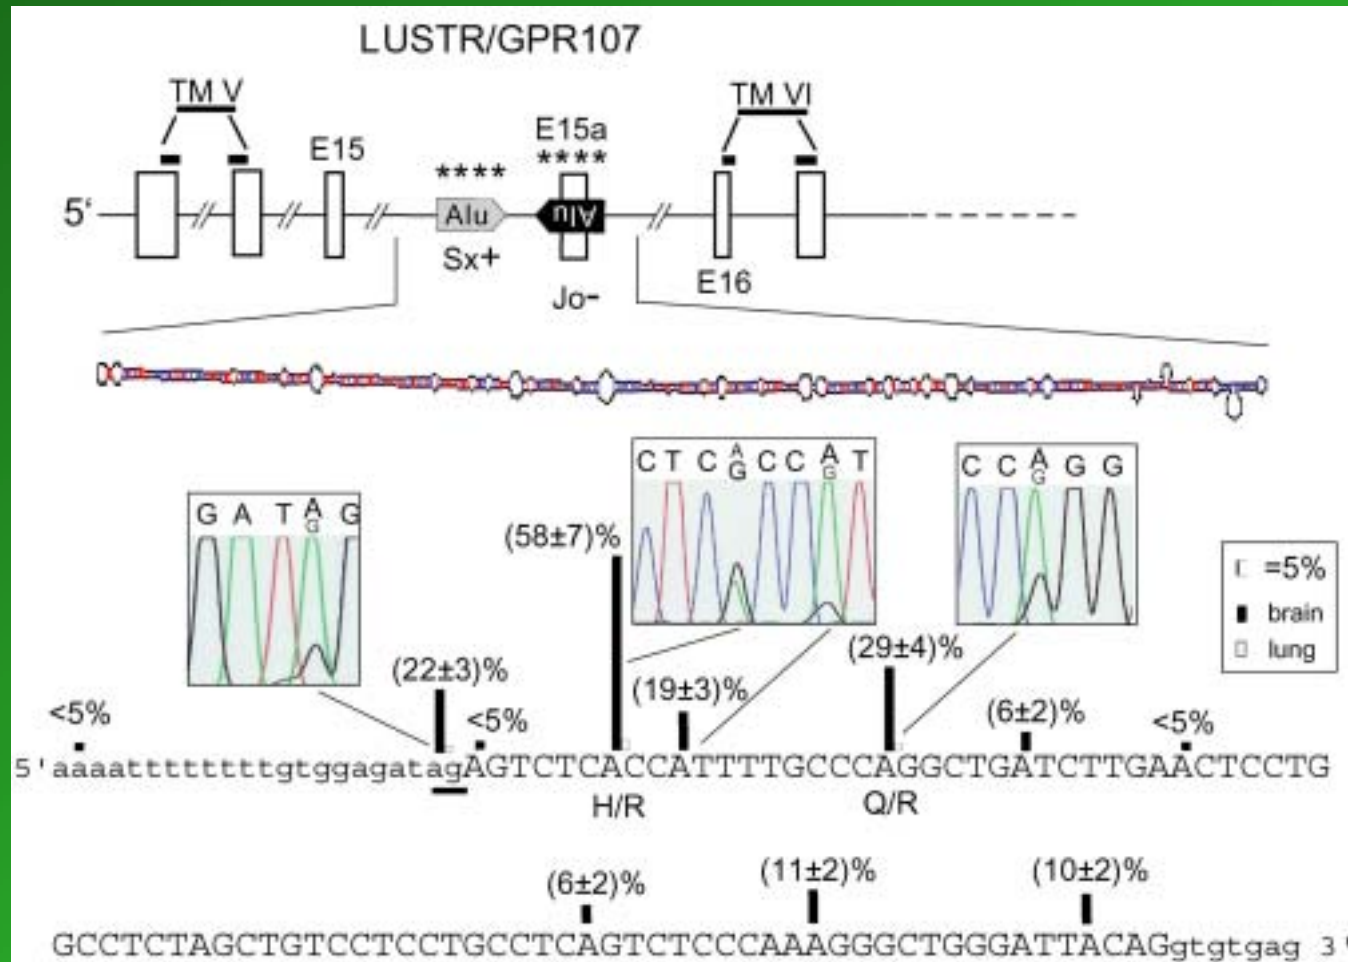 LUSTR/GPR107
TM V
TM VI
E15
E15a
****
****
5'
Alu
Alu
Sx+
Jo-
E16
C T C A G C C A G T
C C A G G G
G A T A G G
(58±7)%
=5%
brain
lung
(22±3)%
(19±3)%
(29±4)%
(6±2)%
<5%
<5%
<5%
5'aaaattttttttgtggagatagAGTCTCACCATTTTGCCCAGGCTGATCTTGAACTCCTG
H/R
Q/R
(6±2)%
(11±2)%
(10±2)%
GCCTCTAGCTGTCCTCCTGCCTCAGTCTCCCAAAGGGCTGGGATTACAGgtgtgag 3'